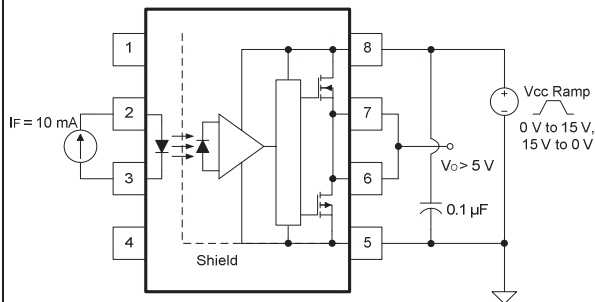 1
8
IF = 10 mA
2
7
Vcc Ramp
0 V to 15 V,
15 V to 0 V
VO > 5 V
3
6
0.1 µF
4
5
Shield
+
−